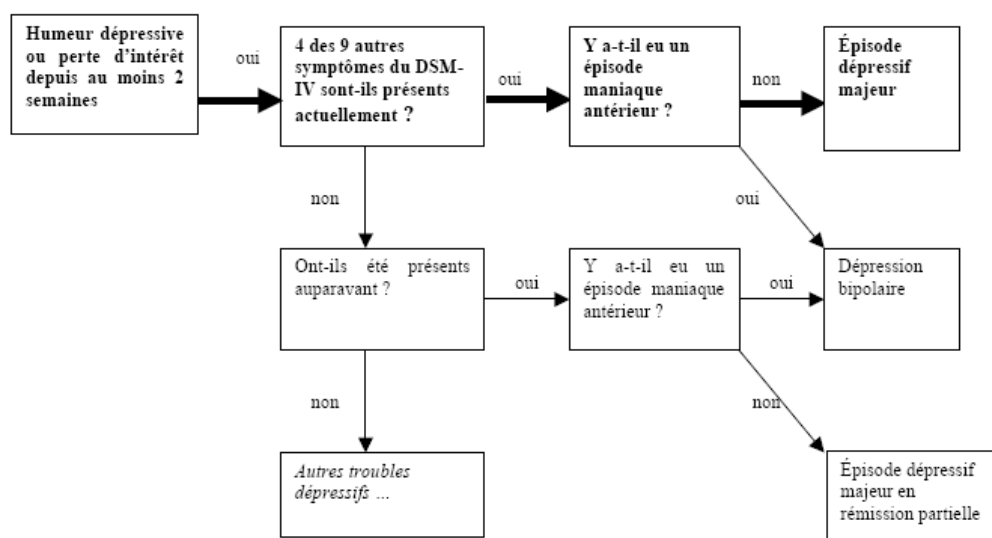 Humeur dépressive
ou perte d'intérêt
depuis au moins 2
semaines
oui
4 des 9 autres
symptômes du DSM-
IV sont-ils présents
actuellement ?
oui
Y a-t-il eu un
épisode
maniaque
antérieur ?
non
Épisode
dépressif
majeur
non
oui
Ont-ils été présents
auparavant ?
oui
Y a-t-il eu un
épisode maniaque
antérieur ?
oui
Dépression
bipolaire
non
non
Autres troubles
dépressifs ...
Épisode dépressif
majeur en
rémission partielle